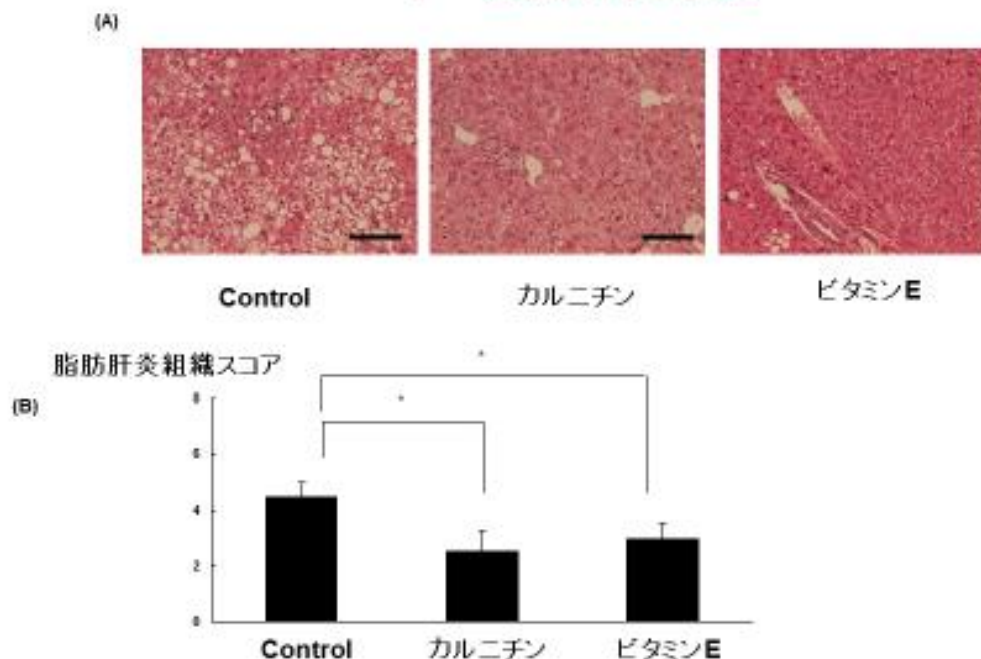 (A)
Control
カルニチン
ビタミンE
脂肪肝炎組織スコア
(B)
*
*
8
6
4
2
0
Control
カルニチン
ビタミンE